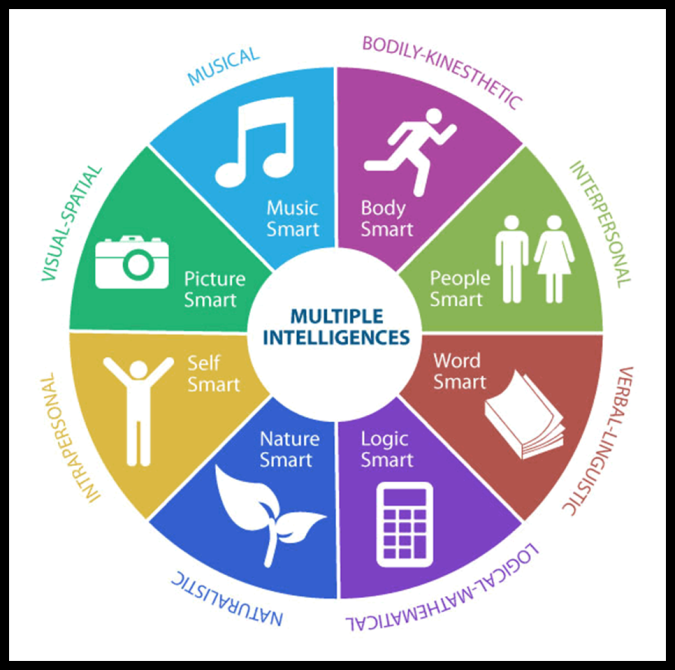 MUSICAL
BODILY-KINESTHETIC
INTERPERSONAL
VERBAL-LINGUISTIC
LOGICAL-MATHEMATICAL
NATURALISTIC
INTRAPERSONAL
VISUAL-SPATIAL
Music
Smart
Body
Smart
People
Smart
Word
Smart
Logic
Smart
Nature
Smart
Self
Smart
Picture
Smart
MULTIPLE
INTELLIGENCES